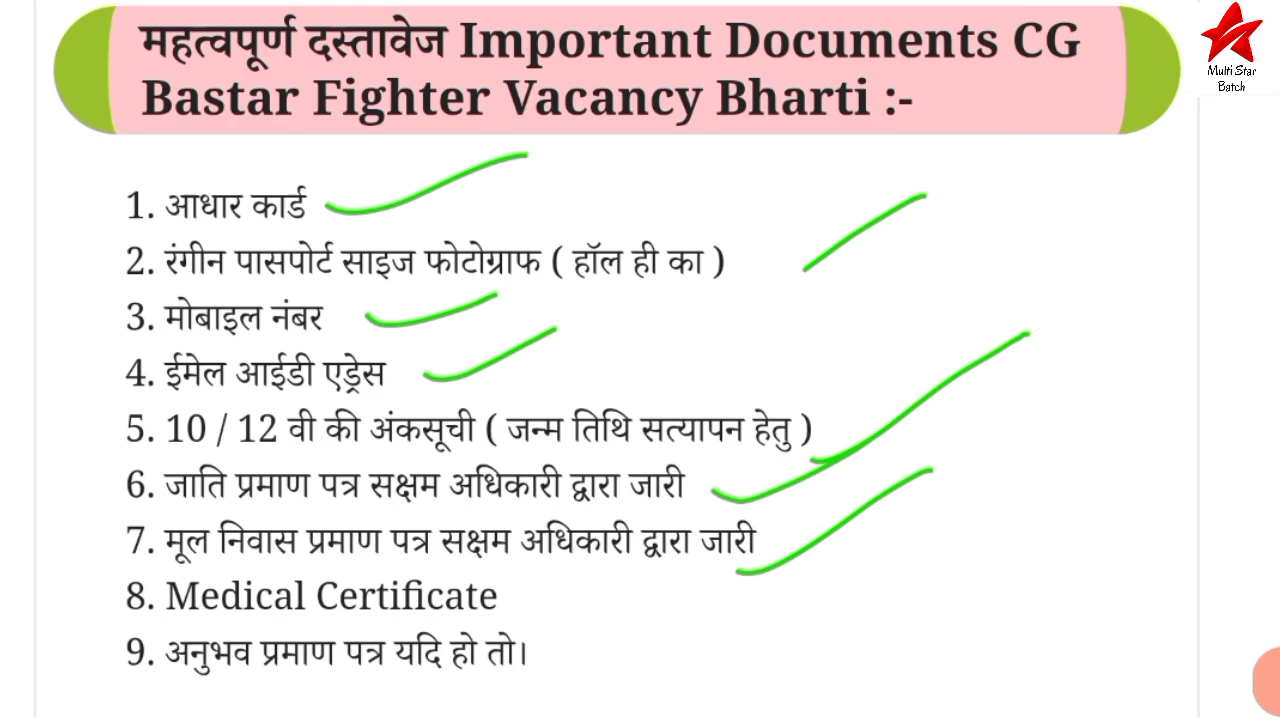 महत्वपूर्ण दस्तावेज Important Documents CG
Bastar Fighter Vacancy Bharti :-
Multi Star
Batch
1. आधार कार्ड
2. रंगीन पासपोर्ट साइज फोटोग्राफ ( हॉल ही का )
3. मोबाइल नंबर
4. ईमेल आईडी एड्रेस
5. 10 / 12 वी की अंकसूची ( जन्म तिथि सत्यापन हेतु )
6. जाति प्रमाण पत्र सक्षम अधिकारी द्वारा जारी
7. मूल निवास प्रमाण पत्र सक्षम अधिकारी द्वारा जारी
8. Medical Certificate
9. अनुभव प्रमाण पत्र यदि हो तो।